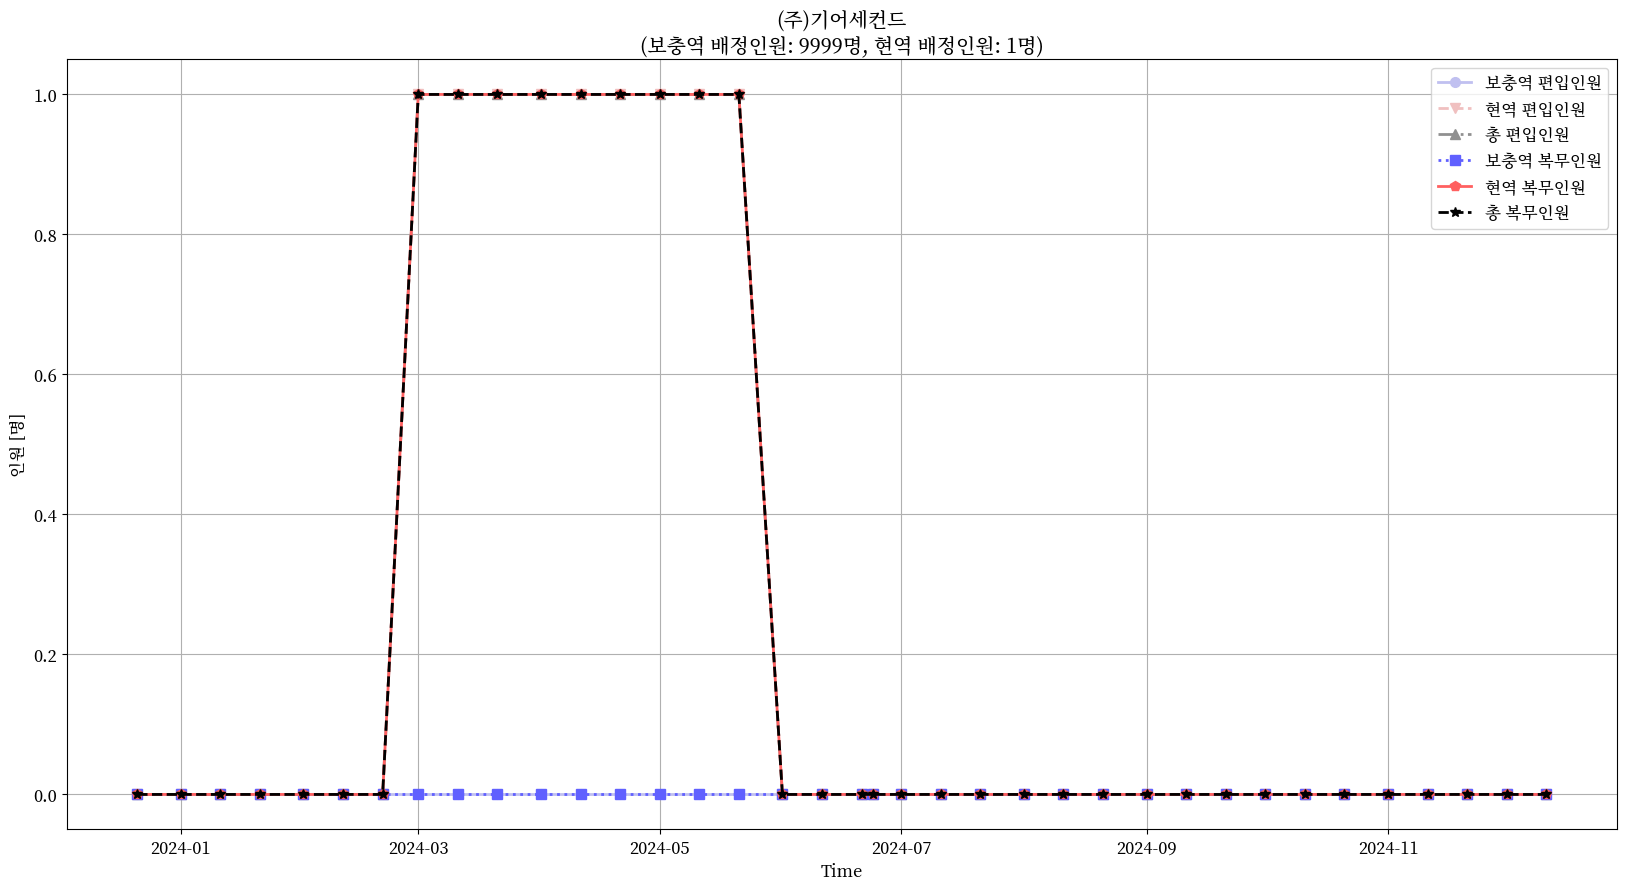 (주)기어세컨드
(보충역 배정인원: 9999명, 현역 배정인원: 1명)
보충역 편입인원
현역 편입인원
총 편입인원
보충역 복무인원
현역 복무인원
총 복무인원
인원 [명]
1.0
0.8
0.6
0.4
0.2
0.0
2024-01
2024-03
2024-05
2024-07
2024-09
2024-11
Time